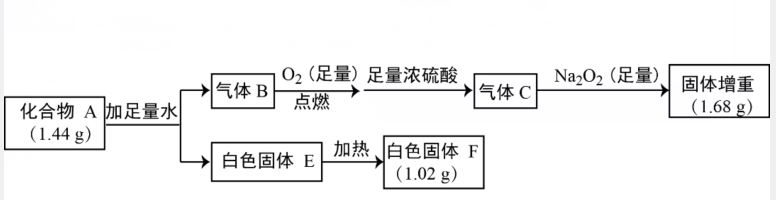 化合物 A
（1.44 g）
加足量水
气体 B
O₂（足量）
点燃
足量浓硫酸
气体 C
Na₂O₂（足量）
固体增重
（1.68 g）
白色固体 E
加热
白色固体 F
（1.02 g）